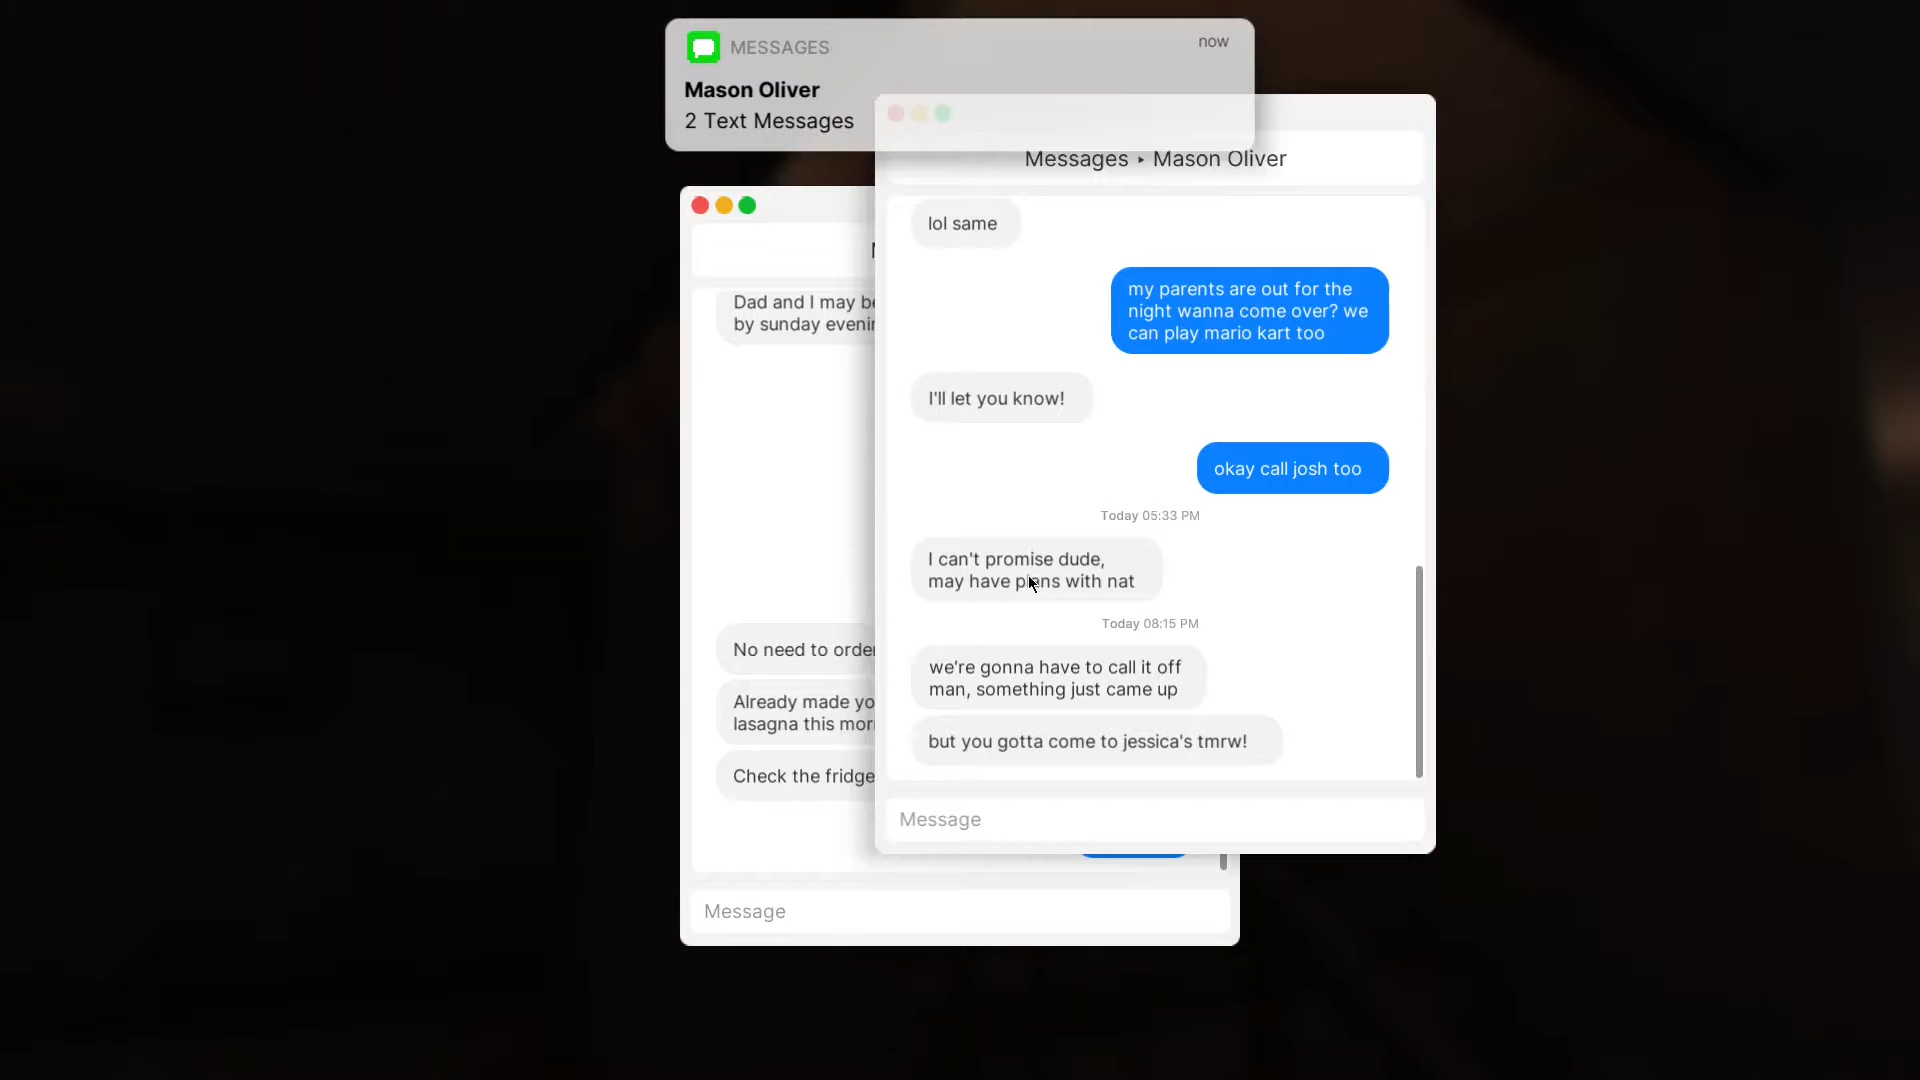 MESSAGES
now
Mason Oliver
2 Text Messages
Messages ‣ Mason Oliver
lol same
my parents are out for the
night wanna come over? we
can play mario kart too
I'll let you know!
okay call josh too
Today 05:33 PM
I can't promise dude,
may have plans with nat
Today 08:15 PM
we're gonna have to call it off
man, something just came up
but you gotta come to jessica's tmrw!
Message
Dad and I may be
by sunday
No need to order
Already made
lasagna this
Check the fridge
Message